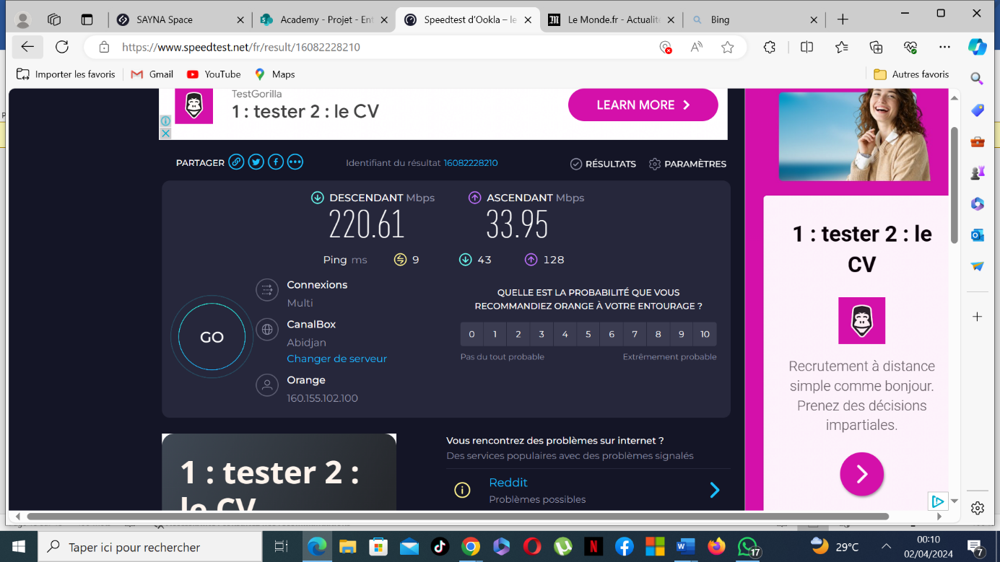 SAYNA Space
Academy - Projet - Ent
Speedtest d'Ookla – le
Le Monde.fr - Actualité
Bing
https://www.speedtest.net/fr/result/16082228210
Importer les favoris
Gmail
YouTube
Maps
Autres favoris
TestGorilla
1 : tester 2 : le CV
LEARN MORE
PARTAGER
Identifiant du résultat 16082228210
RÉSULTATS
PARAMÈTRES
DESCENDANT Mbps
220.61
ASCENDANT Mbps
33.95
Ping ms 9 43 128
GO
Connexions
Multi
CanalBox
Abidjan
Changer de serveur
Orange
160.155.102.100
QUELLE EST LA PROBABILITÉ QUE VOUS
RECOMMANDIEZ ORANGE À VOTRE ENTOURAGE ?
0 1 2 3 4 5 6 7 8 9 10
Pas du tout probable
Extrêmement probable
1 : tester 2 :
le CV
Vous rencontrez des problèmes sur internet ?
Des services populaires avec des problèmes signalés
Reddit
Problèmes possibles
1 : tester 2 : le
CV
Recrutement à distance
simple comme bonjour.
Prenez des décisions
impartiales.
Taper ici pour rechercher
17
29°C
00:10
02/04/2024
7